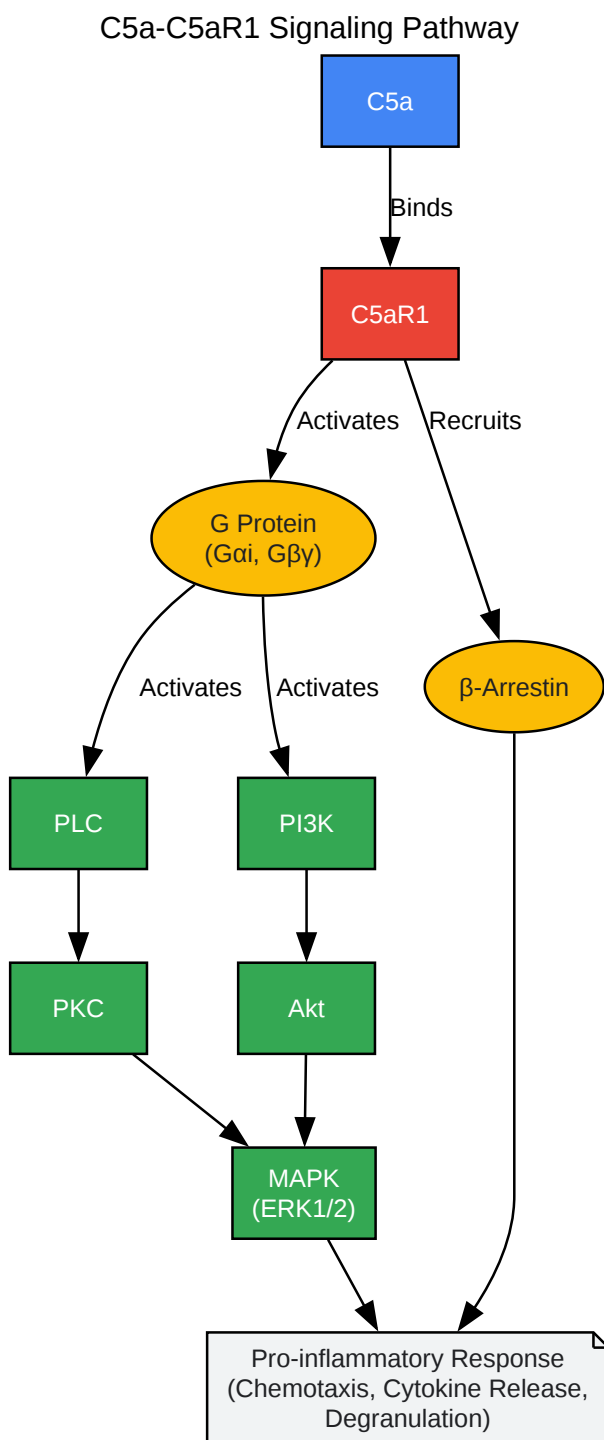 C5a-C5aR1 Signaling Pathway
C5a
Binds
C5aR1
Activates
Recruits
G Protein
(Gαi, Gβγ)
β-Arrestin
Activates
Activates
PLC
PI3K
PKC
Akt
MAPK
(ERK1/2)
Pro-inflammatory Response
(Chemotaxis, Cytokine Release,
Degranulation)